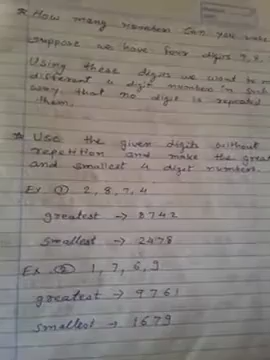 * How many numbers can you make
suppose we have four digits 7, 8,
Using these digits we want to
different 4 digit number in such
way, that no digit is repeated
them.
* Use the given digits without
repetition and make the
and smallest 4 digit numbers.
Ex ① 2, 8, 7, 4
greatest → 8742
smallest → 2478
Ex. ② 1, 7, 6, 9
greatest → 9761
smallest → 1679